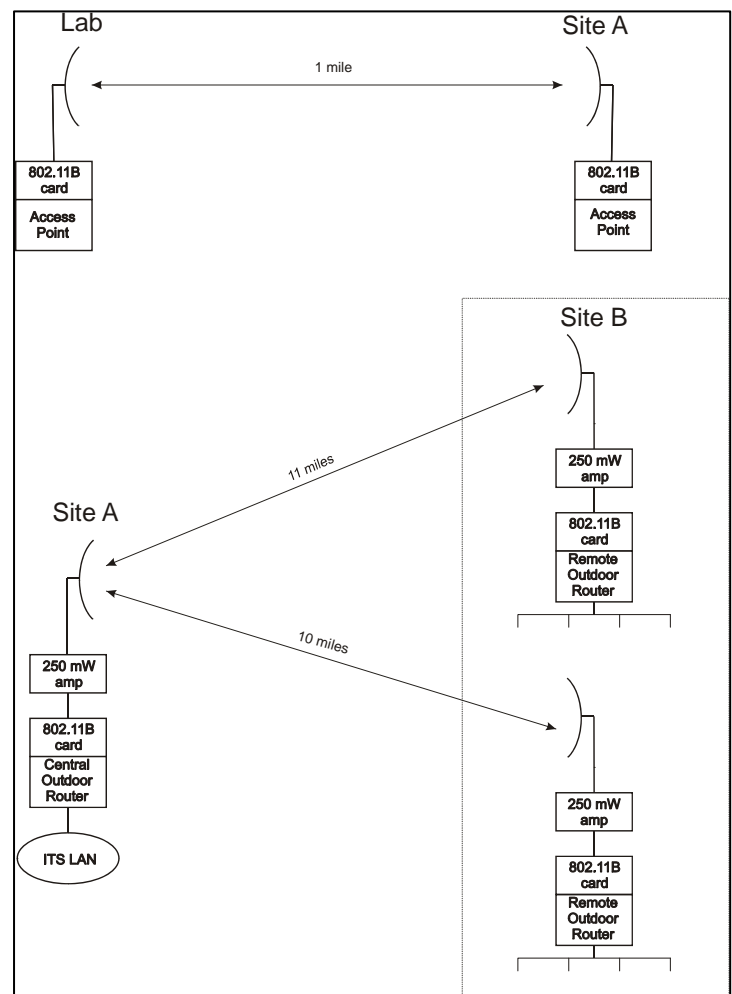 Lab
Site A
1 mile
802.11B
card
Access
Point
802.11B
card
Access
Point
Site B
11 miles
250 mW
amp
802.11B
card
Remote
Outdoor
Router
Site A
10 miles
250 mW
amp
802.11B
card
Central
Outdoor
Router
ITS LAN
250 mW
amp
802.11B
card
Remote
Outdoor
Router